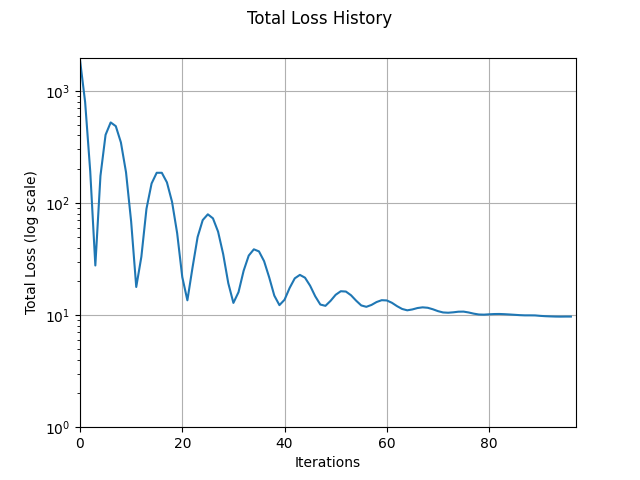 Total Loss History
Total Loss (log scale)
10³
10²
10¹
10⁰
0 20 40 60 80
Iterations